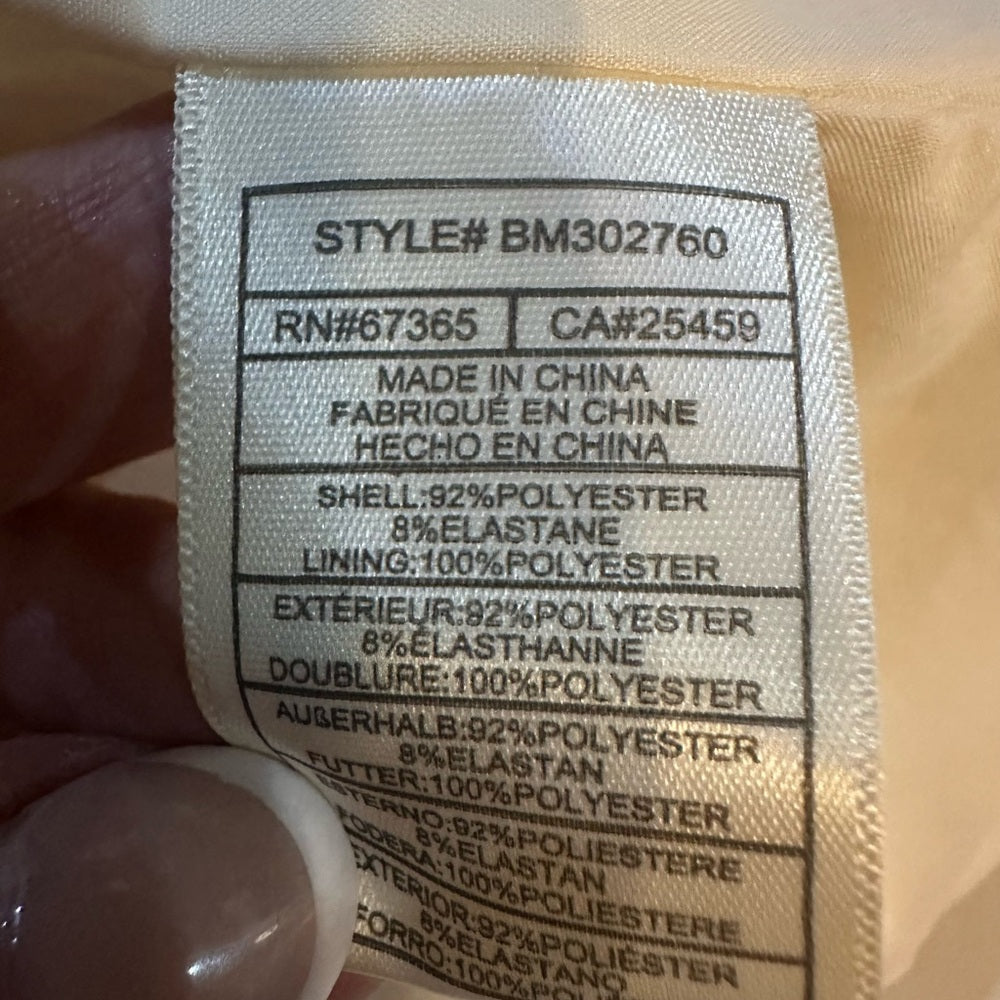 STYLE# BM302760
RN#67365 CA#25459
MADE IN CHINA
FABRIQUÉ EN CHINE
HECHO EN CHINA
SHELL:92%POLYESTER
8%ELASTANE
LINING:100%POLYESTER
EXTÉRIEUR:92%POLYESTER
8%ÉLASTHANNE
DOUBLURE:100%POLYESTER
AUßERHALB:92%POLYESTER
8%ELASTAN
FUTTER:100%POLYESTER
ESTERNO:92%POLIESTERE
8%ELASTAN
FODERA:100%POLIESTERE
EXTERIOR:92%POLIÉSTER
8%ELASTANO
FORRO:100%